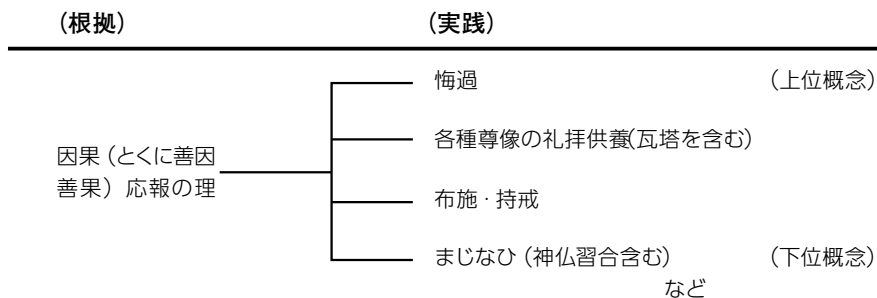 （根拠） （実践）
悔過 （上位概念）
各種尊像の礼拝供養（瓦塔を含む）
因果（とくに善因
善果）応報の理
布施・持戒
まじなひ（神仏習合含む） （下位概念）
など